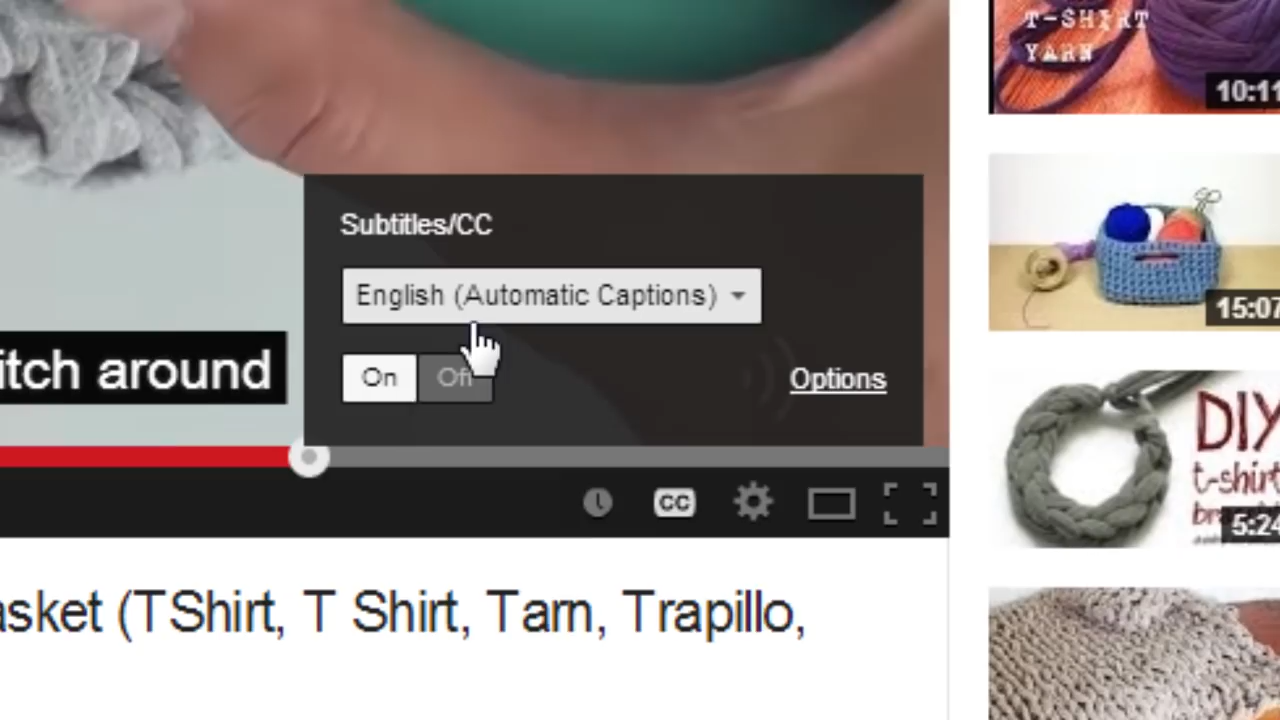 T-SHIRT
YARN
10:11
Subtitles/CC
English (Automatic Captions)
15:07
itch around
On Off
Options
DIY
t-shirt
5:24
CC
asket (TShirt, T Shirt, Tarn, Trapillo,